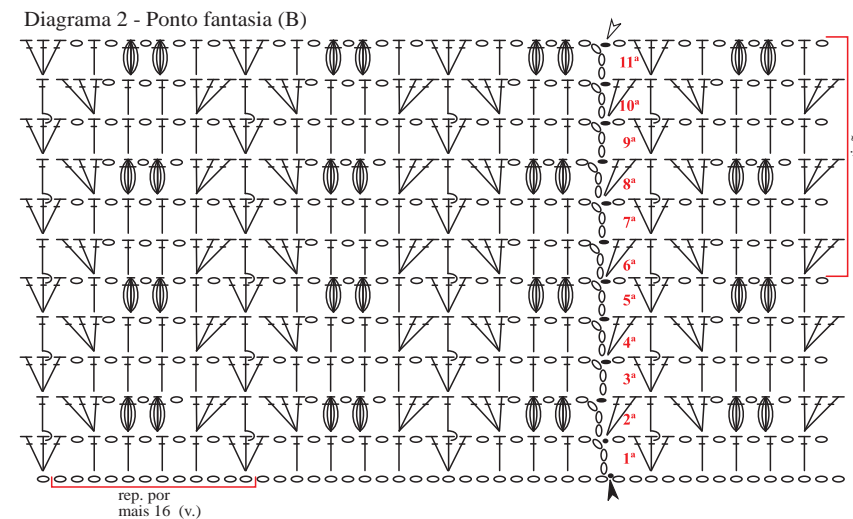 Diagrama 2 - Ponto fantasia (B)
11ª
10ª
9ª
8ª
7ª
6ª
5ª
4ª
3ª
2ª
1ª
rep. por
mais 16 (v.)